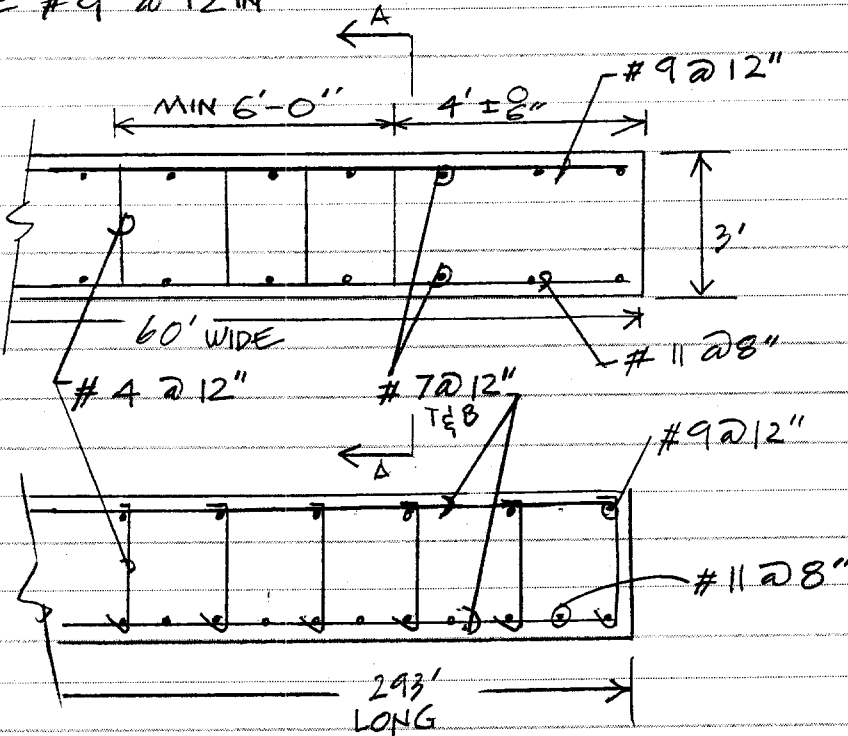 # 9 @ 12 IN
A
# 9 @ 12"
MIN 6'-0"
4' ± 0 6"
3'
60' WIDE
# 11 @ 8"
# 4 @ 12"
# 7 @ 12"
T & B
A
# 9 @ 12"
# 11 @ 8"
293'
LONG